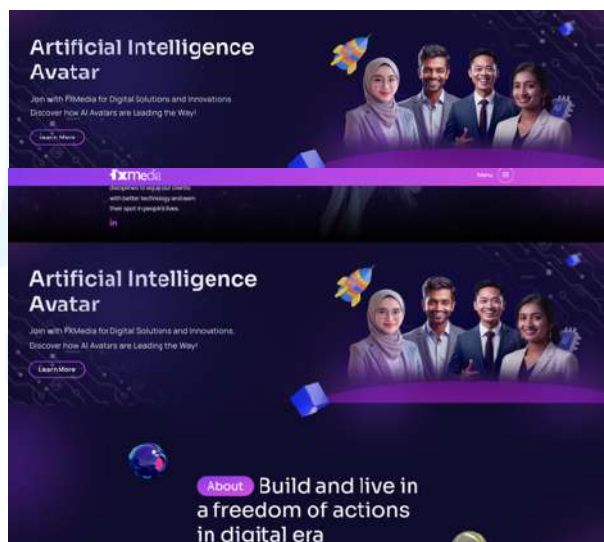 Artificial Intelligence
Avatar
Join with FXMedia for Digital Solutions and Innovations
Discover how AI Avatars are Leading the Way!
Learn More
fxmedia
Menu
disciplines to equip our clients
with better technology and earn
their spot in people's lives.
in
Artificial Intelligence
Avatar
Join with FXMedia for Digital Solutions and Innovations.
Discover how AI Avatars are Leading the Way!
Learn More
About Build and live in
a freedom of actions
in digital era